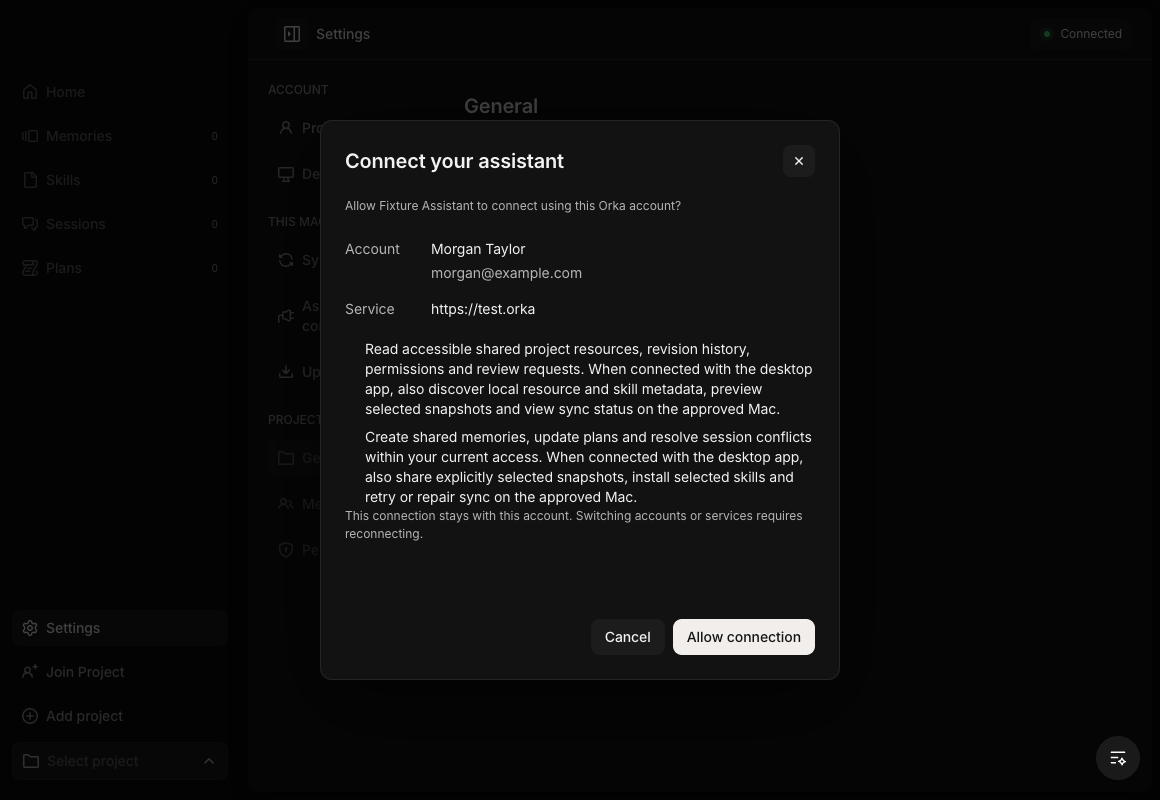 Settings
Connected
Home
Memories 0
Skills 0
Sessions 0
Plans 0
ACCOUNT
General
THIS
PROJECT
Connect your assistant
Allow Fixture Assistant to connect using this Orka account?
Account Morgan Taylor
morgan@example.com
Service https://test.orka
Read accessible shared project resources, revision history,
permissions and review requests. When connected with the desktop
app, also discover local resource and skill metadata, preview
selected snapshots and view sync status on the approved Mac.
Create shared memories, update plans and resolve session conflicts
within your current access. When connected with the desktop app,
also share explicitly selected snapshots, install selected skills and
retry or repair sync on the approved Mac.
This connection stays with this account. Switching accounts or services requires
reconnecting.
Cancel
Allow connection
Settings
Join Project
Add project
Select project